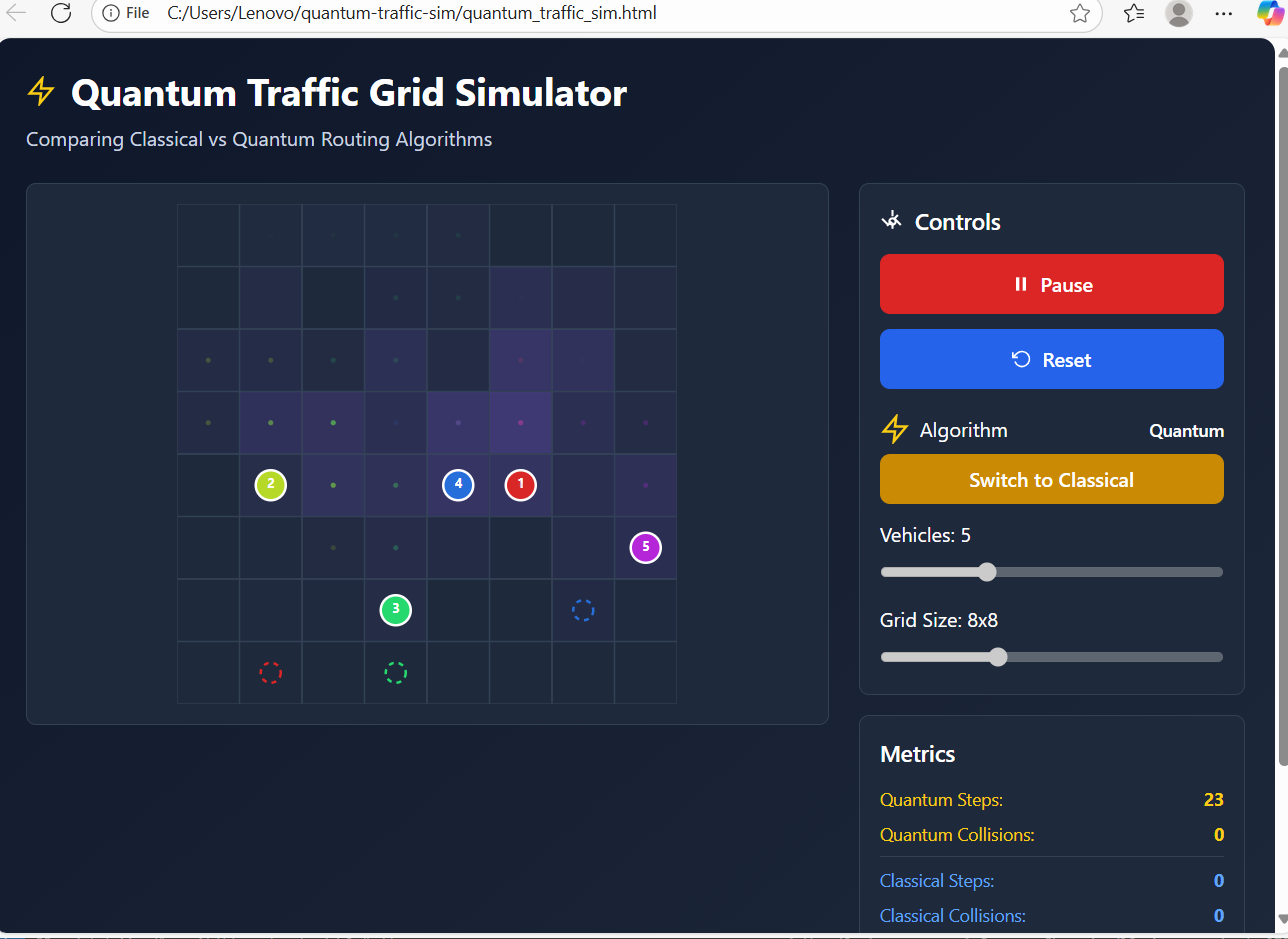 File C:/Users/Lenovo/quantum-traffic-sim/quantum_traffic_sim.html
Quantum Traffic Grid Simulator
Comparing Classical vs Quantum Routing Algorithms
2
4
1
5
3
Controls
Pause
Reset
Algorithm Quantum
Switch to Classical
Vehicles: 5
Grid Size: 8x8
Metrics
Quantum Steps: 23
Quantum Collisions: 0
Classical Steps: 0
Classical Collisions: 0